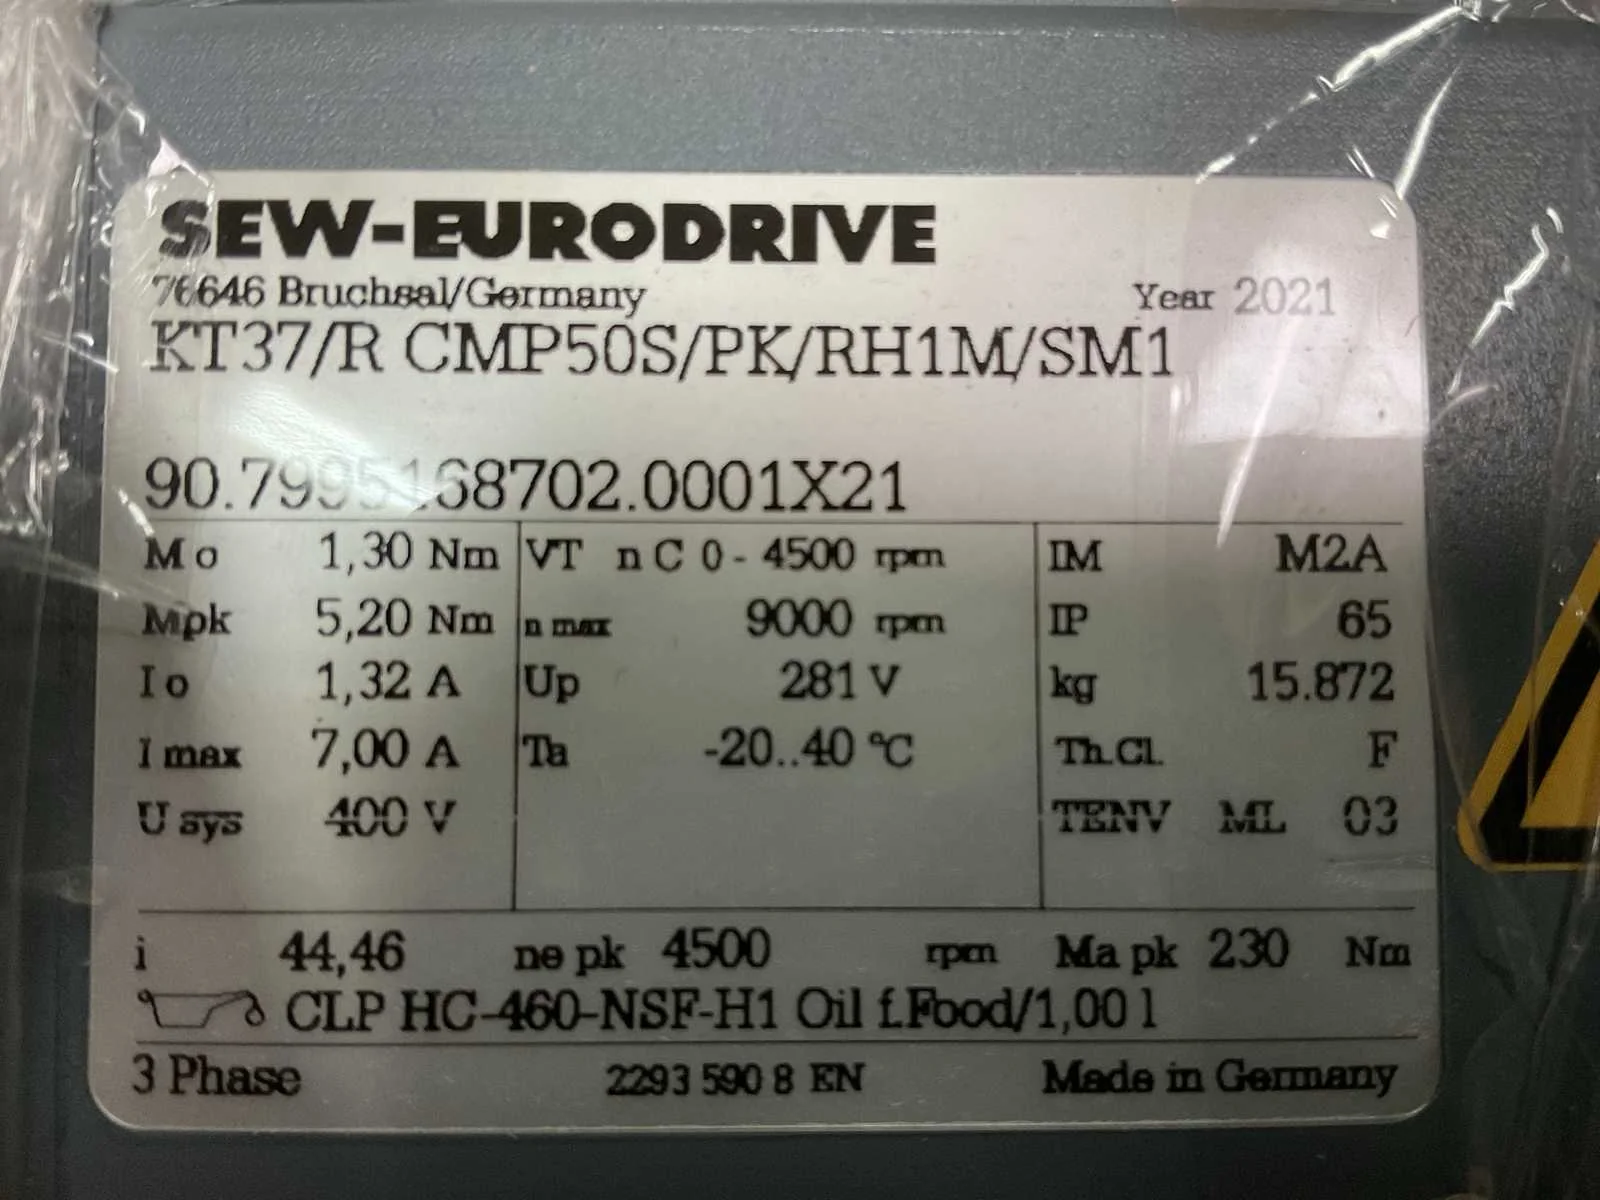 SEW-EURODRIVE
76646 Bruchsal/Germany Year 2021
KT37/R CMP50S/PK/RH1M/SM1
90.7995168702.0001X21
Mo 1,30 Nm VT nC 0-4500 rpm IM M2A
Mpk 5,20 Nm n max 9000 rpm IP 65
Io 1,32 A Up 281 V kg 15.872
I max 7,00 A Ta -20..40 °C Th.Cl. F
U sys 400 V TENV ML 03
i 44,46 ne pk 4500 rpm Ma pk 230 Nm
CLP HC-460-NSF-H1 Oil f.Food/1,00 l
3 Phase 2293 590 8 EN Made in Germany